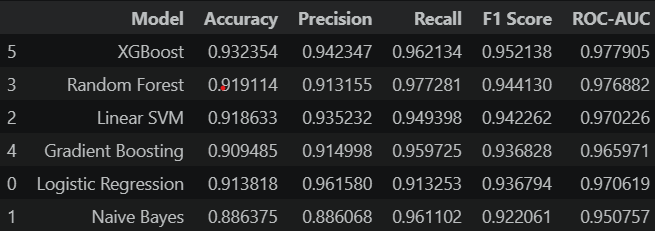 Model Accuracy Precision Recall F1 Score ROC-AUC
5 XGBoost 0.932354 0.942347 0.962134 0.952138 0.977905
3 Random Forest 0.919114 0.913155 0.977281 0.944130 0.976882
2 Linear SVM 0.918633 0.935232 0.949398 0.942262 0.970226
4 Gradient Boosting 0.909485 0.914998 0.959725 0.936828 0.965971
0 Logistic Regression 0.913818 0.961580 0.913253 0.936794 0.970619
1 Naive Bayes 0.886375 0.886068 0.961102 0.922061 0.950757